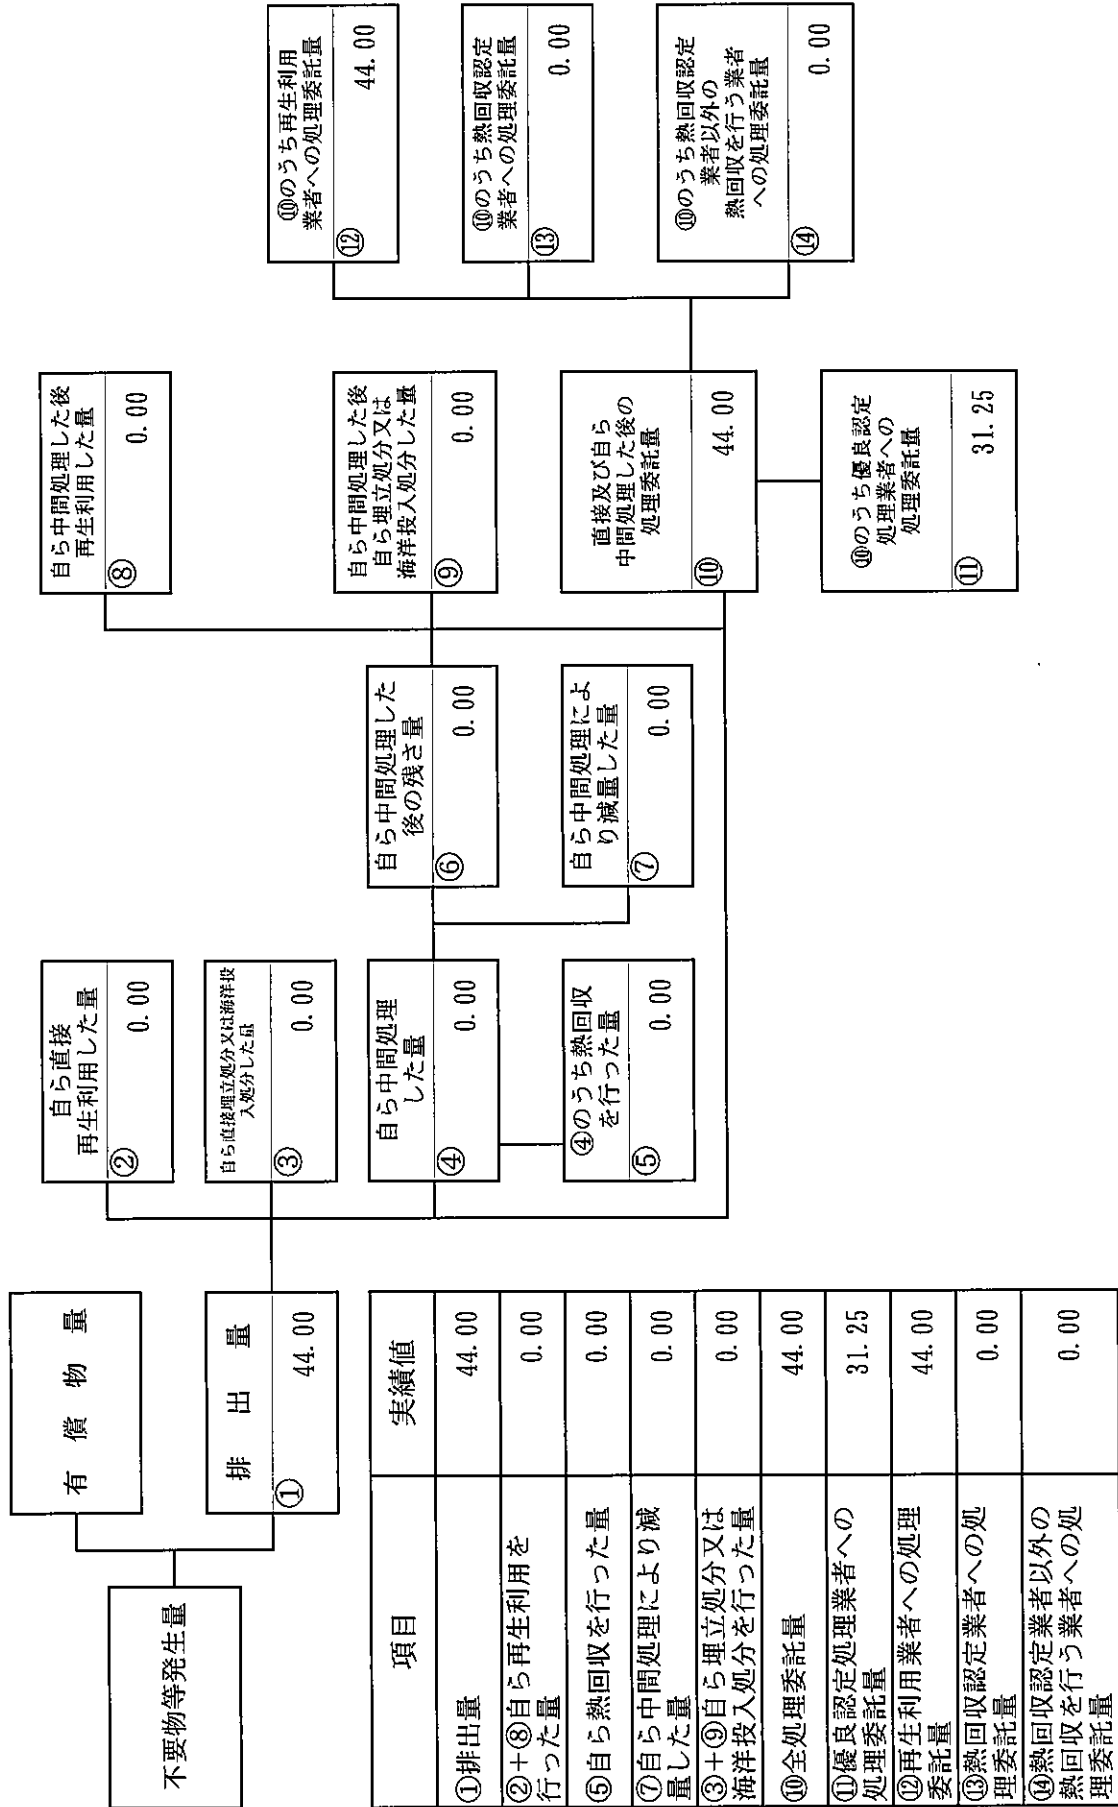 不要物等発生量
有償物量
排出量
①
44.00
自ら直接
再生利用した量
②
0.00
自ら直接埋立処分又は海洋投
入処分した量
③
0.00
自ら中間処理
した量
④
0.00
④のうち熱回収
を行った量
⑤
0.00
自ら中間処理した
後の残さ量
⑥
0.00
自ら中間処理によ
り減量した量
⑦
0.00
自ら中間処理した後
再生利用した量
⑧
0.00
自ら中間処理した後
自ら埋立処分又は
海洋投入処分した量
⑨
0.00
直接及び自ら
中間処理した後の
処理委託量
⑩
44.00
⑩のうち優良認定
処理業者への
処理委託量
⑪
31.25
⑩のうち再生利用
業者への処理委託量
⑫
44.00
⑩のうち熱回収認定
業者への処理委託量
⑬
0.00
⑩のうち熱回収認定
業者以外の
熱回収を行う業者
への処理委託量
⑭
0.00
項目 実績値
①排出量 44.00
②+⑧自ら再生利用を
行った量 0.00
⑤自ら熱回収を行った量 0.00
⑦自ら中間処理により減
量した量 0.00
③+⑨自ら埋立処分又は
海洋投入処分を行った量 0.00
⑩全処理委託量 44.00
⑪優良認定処理業者への
処理委託量 31.25
⑫再生利用業者への処理
委託量 44.00
⑬熱回収認定業者への処
理委託量 0.00
⑭熱回収認定業者以外の
熱回収を行う業者への処
理委託量 0.00